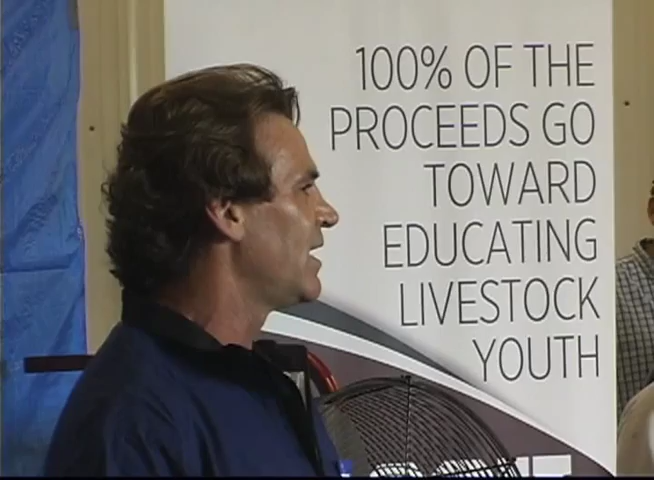 100% OF THE
PROCEEDS GO
TOWARD
EDUCATING
LIVESTOCK
YOUTH